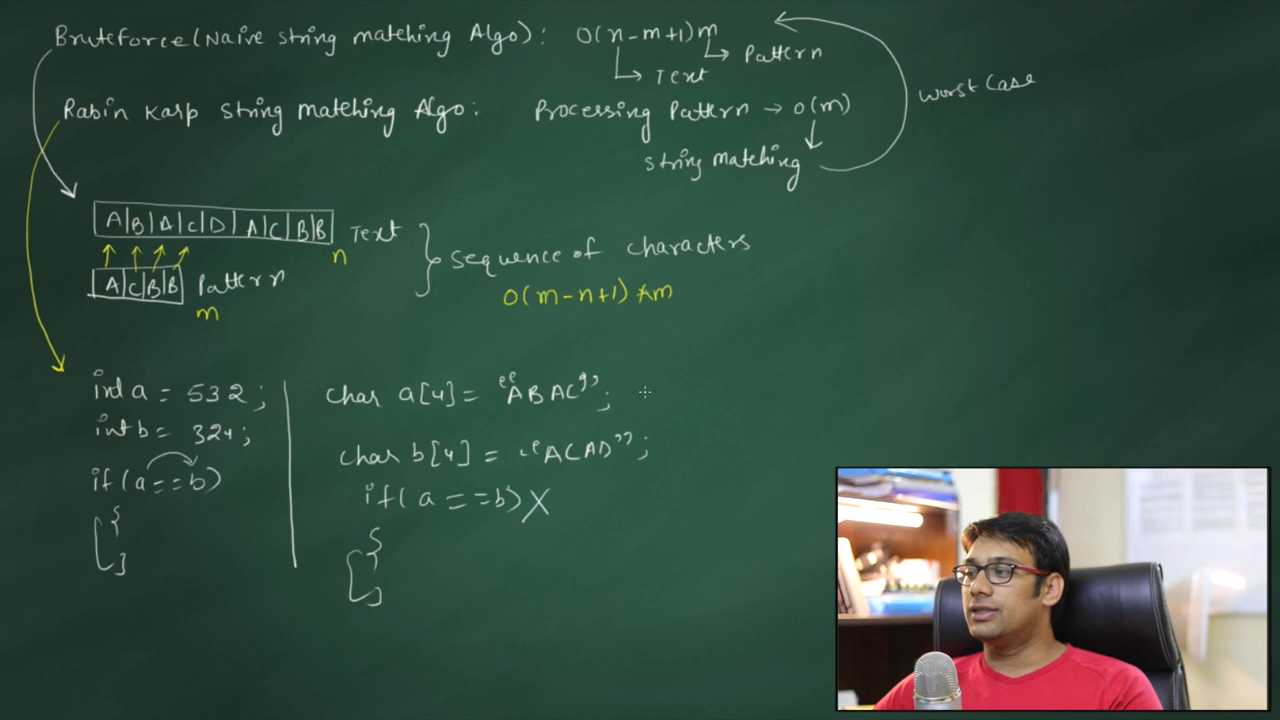 Bruteforce (Naive string matching Algo): O(n-m+1)m
Pattern
Text
Worst Case
Rabin Karp string Matching Algo: Processing Pattern → O(m)
string matching
A|B|A|C|D|A|C|B|B Text
n
A|C|B|B Pattern
m
Sequence of characters
O(m-n+1)*m
int a = 532;
int b = 324;
if(a==b)
{
}
char a[4] = "ABAC";
char b[4] = "ACAD";
if(a==b) X
{
}